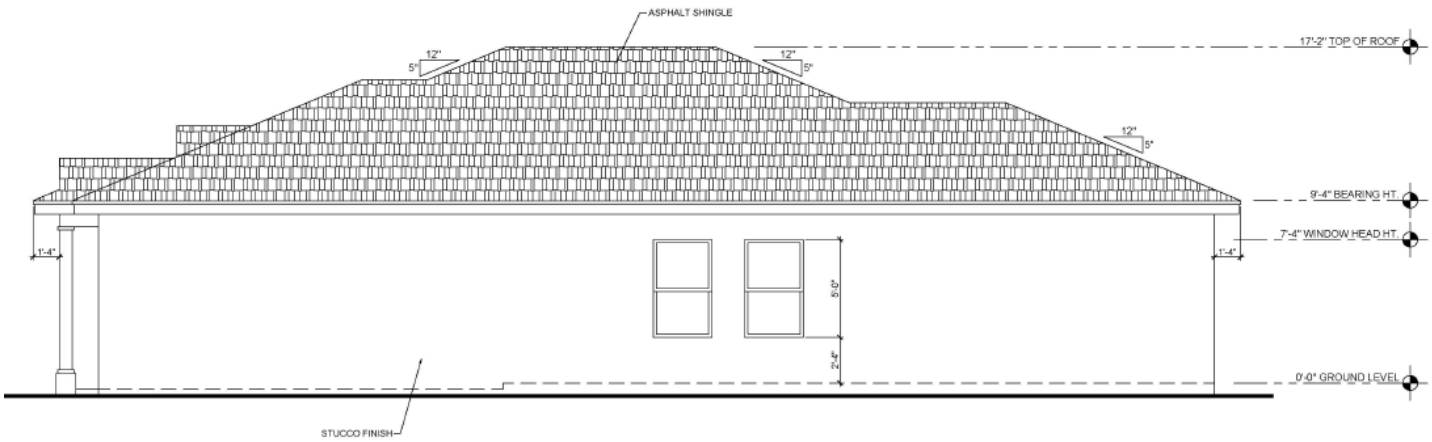 ASPHALT SHINGLE
12"
5"
12"
5"
17'-2" TOP OF ROOF
12"
5"
9'-4" BEARING HT.
7'-4" WINDOW HEAD HT.
1'-4"
1'-4"
5'-0"
2'-4"
0'-0" GROUND LEVEL
STUCCO FINISH